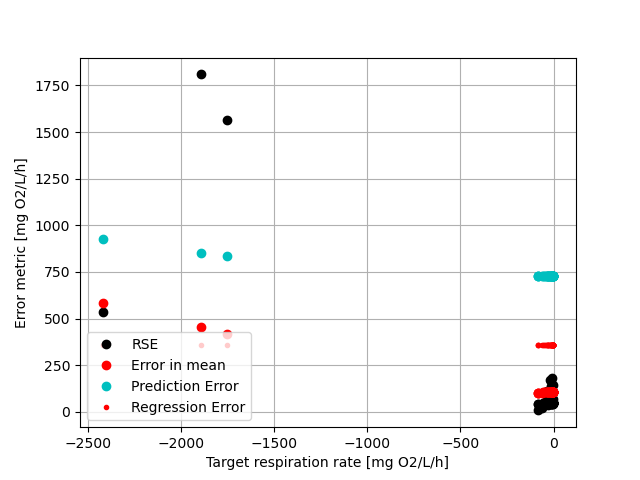 1750
1500
1250
1000
750
500
250
0
Error metric [mg O2/L/h]
RSE
Error in mean
Prediction Error
Regression Error
−2500 −2000 −1500 −1000 −500 0
Target respiration rate [mg O2/L/h]